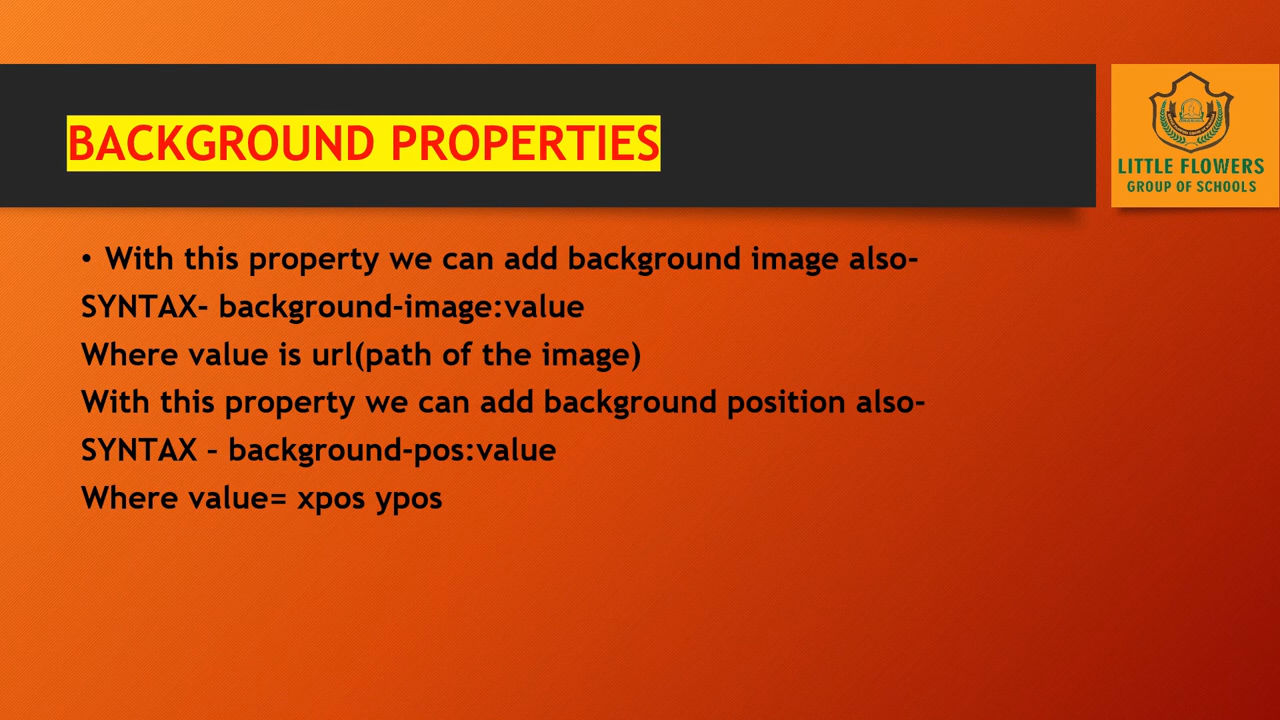 BACKGROUND PROPERTIES
LITTLE FLOWERS
GROUP OF SCHOOLS
• With this property we can add background image also-
SYNTAX- background-image:value
Where value is url(path of the image)
With this property we can add background position also-
SYNTAX – background-pos:value
Where value= xpos ypos